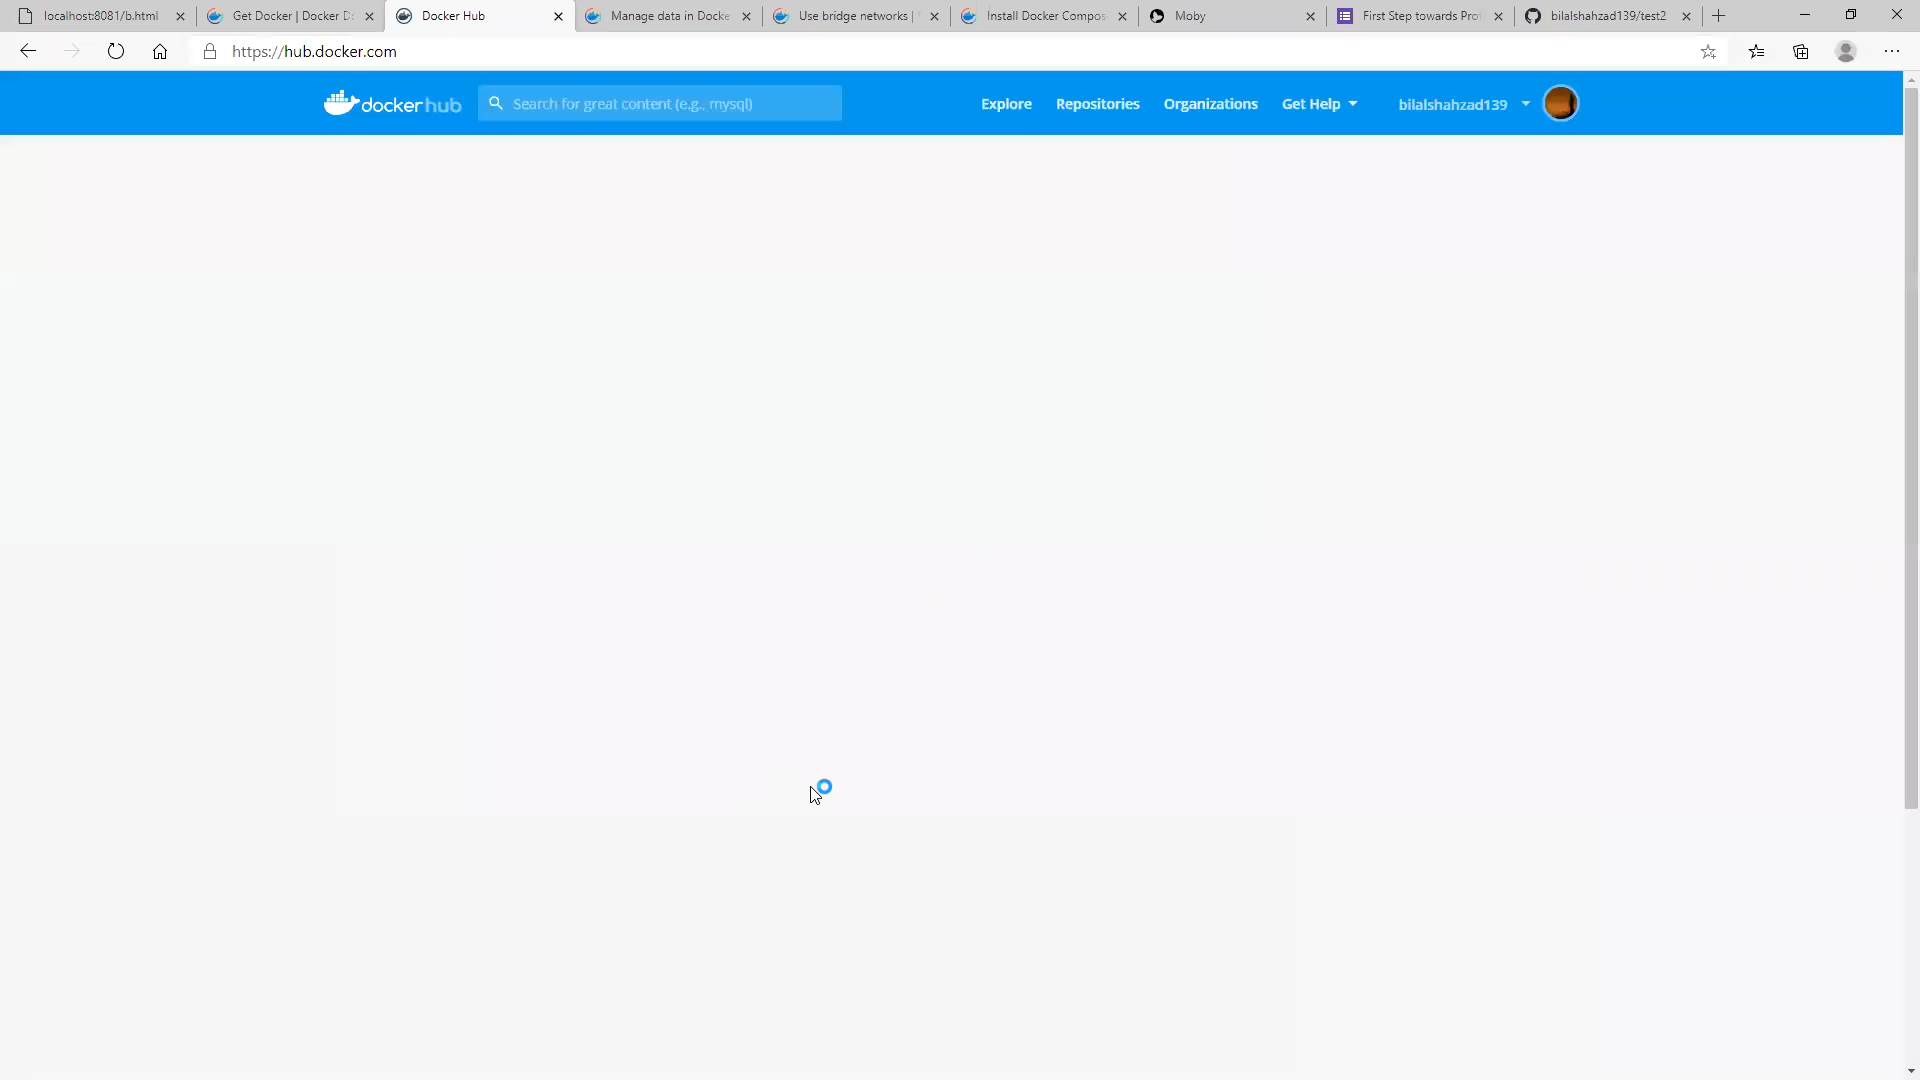 localhost:8081/b.html
Get Docker | Docker D
Docker Hub
Manage data in Docke
Use bridge networks |
Install Docker Compos
Moby
First Step towards Prof
bilalshahzad139/test2
https://hub.docker.com
docker hub
Search for great content (e.g., mysql)
Explore
Repositories
Organizations
Get Help
bilalshahzad139